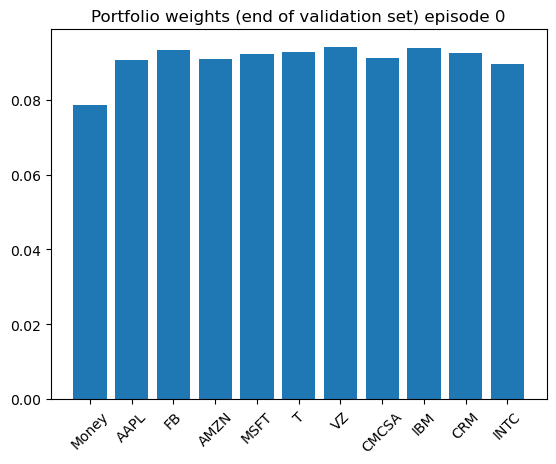 Portfolio weights (end of validation set) episode 0
0.08
0.06
0.04
0.02
0.00
Money
AAPL
FB
AMZN
MSFT
T
VZ
CMCSA
IBM
CRM
INTC